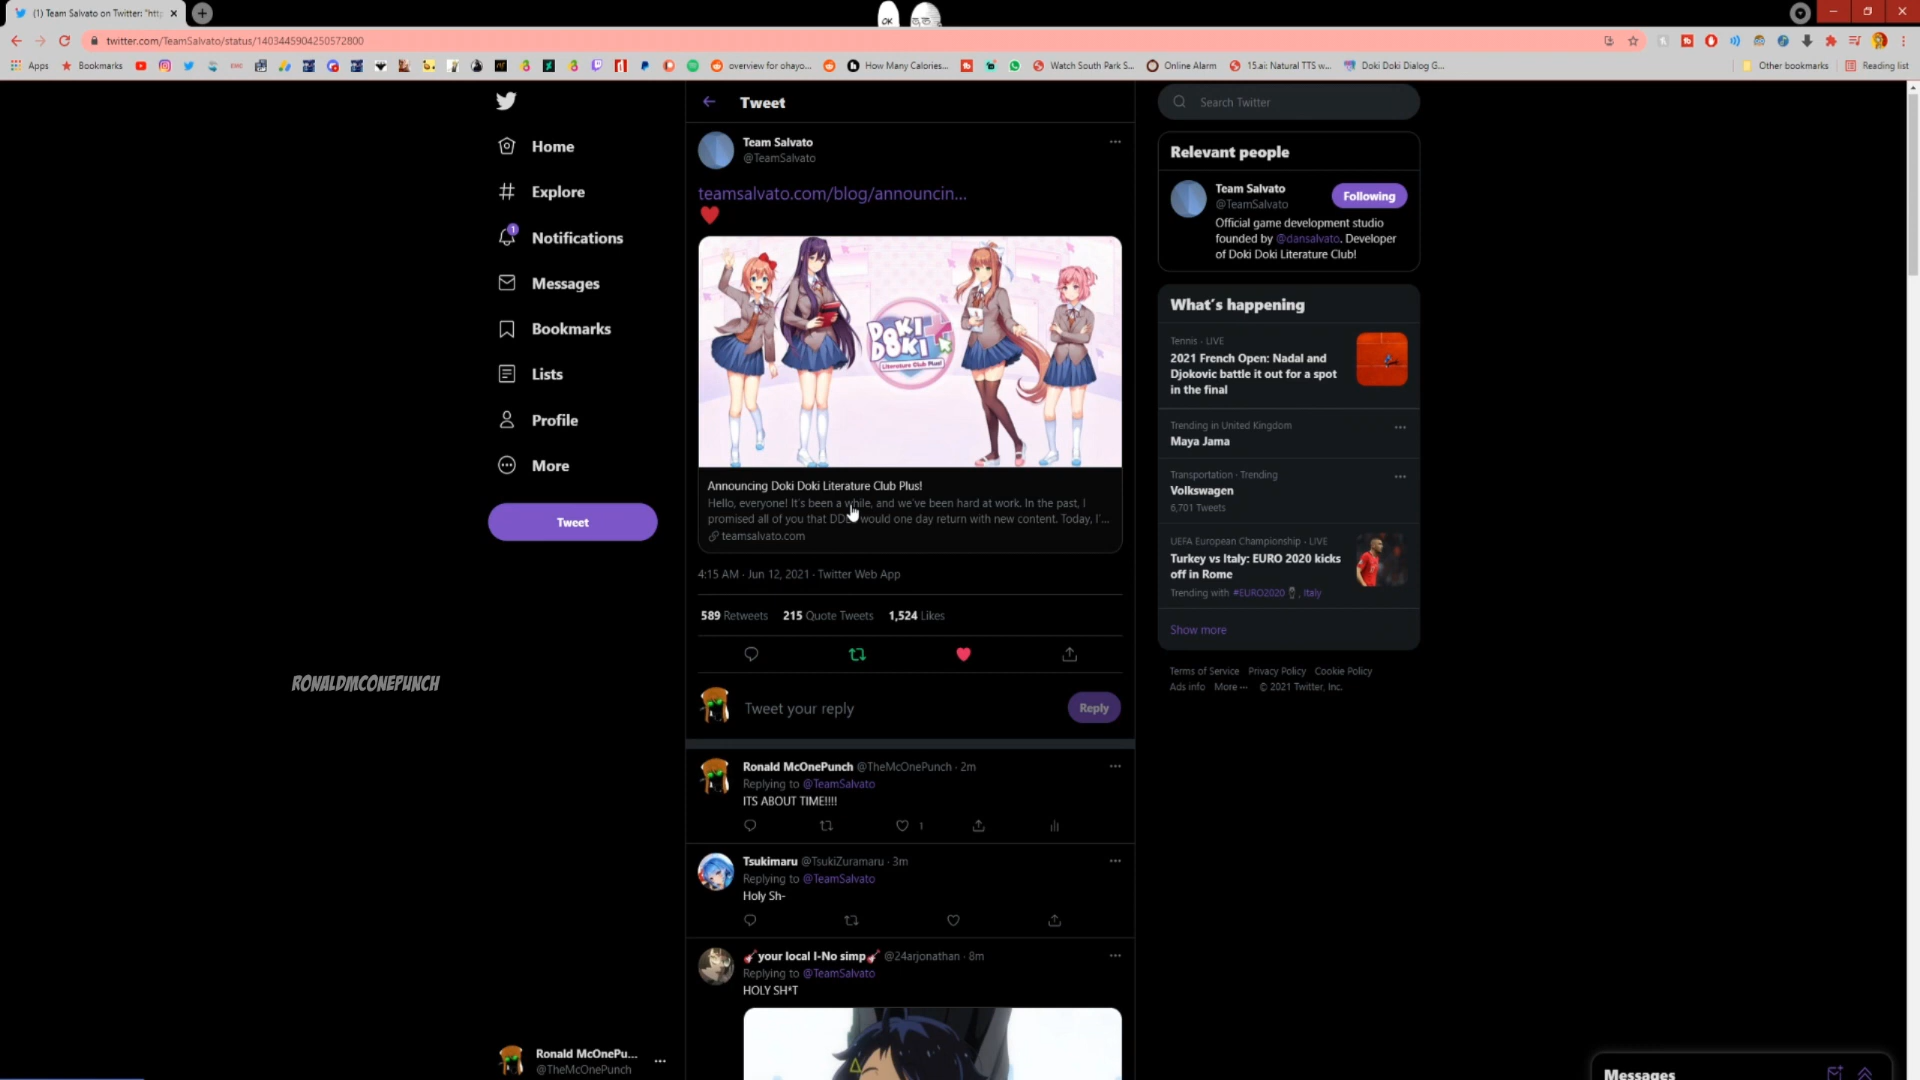 (1) Team Salvato on Twitter: "htt
twitter.com/TeamSalvato/status/1403445904250572800
OK
Apps
Bookmarks
overview for ohayo...
How Many Calories...
Watch South Park S...
Online Alarm
15.ai: Natural TTS w...
Doki Doki Dialog G...
Other bookmarks
Reading list
Home
Explore
1
Notifications
Messages
Bookmarks
Lists
Profile
More
Tweet
RONALDMCONEPUNCH
Ronald McOnePu...
@TheMcOnePunch
Tweet
Team Salvato
@TeamSalvato
teamsalvato.com/blog/announcin...
DOKI
DOKI
Literature Club Plus!
Announcing Doki Doki Literature Club Plus!
Hello, everyone! It's been a while, and we've been hard at work. In the past, I
promised all of you that DD would one day return with new content. Today, I'...
teamsalvato.com
4:15 AM · Jun 12, 2021 · Twitter Web App
589 Retweets 215 Quote Tweets 1,524 Likes
Tweet your reply
Reply
Ronald McOnePunch @TheMcOnePunch · 2m
Replying to @TeamSalvato
ITS ABOUT TIME!!!!
1
Tsukimaru @TsukiZuramaru · 3m
Replying to @TeamSalvato
Holy Sh-
your local I-No simp @24arjonathan · 8m
Replying to @TeamSalvato
HOLY SH*T
Search Twitter
Relevant people
Team Salvato
@TeamSalvato
Following
Official game development studio
founded by @dansalvato. Developer
of Doki Doki Literature Club!
What's happening
Tennis · LIVE
2021 French Open: Nadal and
Djokovic battle it out for a spot
in the final
Trending in United Kingdom
Maya Jama
Transportation · Trending
Volkswagen
6,701 Tweets
UEFA European Championship · LIVE
Turkey vs Italy: EURO 2020 kicks
off in Rome
Trending with #EURO2020 , Italy
Show more
Terms of Service Privacy Policy Cookie Policy
Ads info More ··· © 2021 Twitter, Inc.
Messages